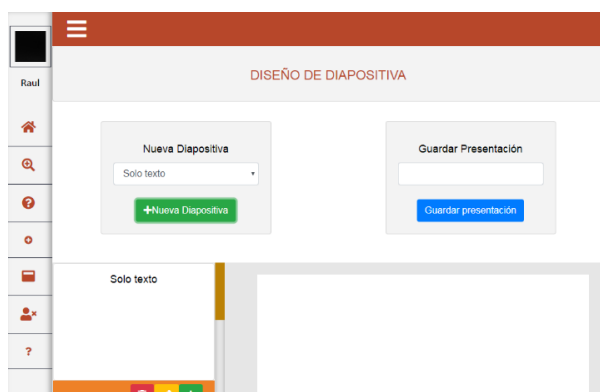 Raul
DISEÑO DE DIAPOSITIVA
Nueva Diapositiva
Solo texto
+Nueva Diapositiva
Guardar Presentación
Guardar presentación
Solo texto
?